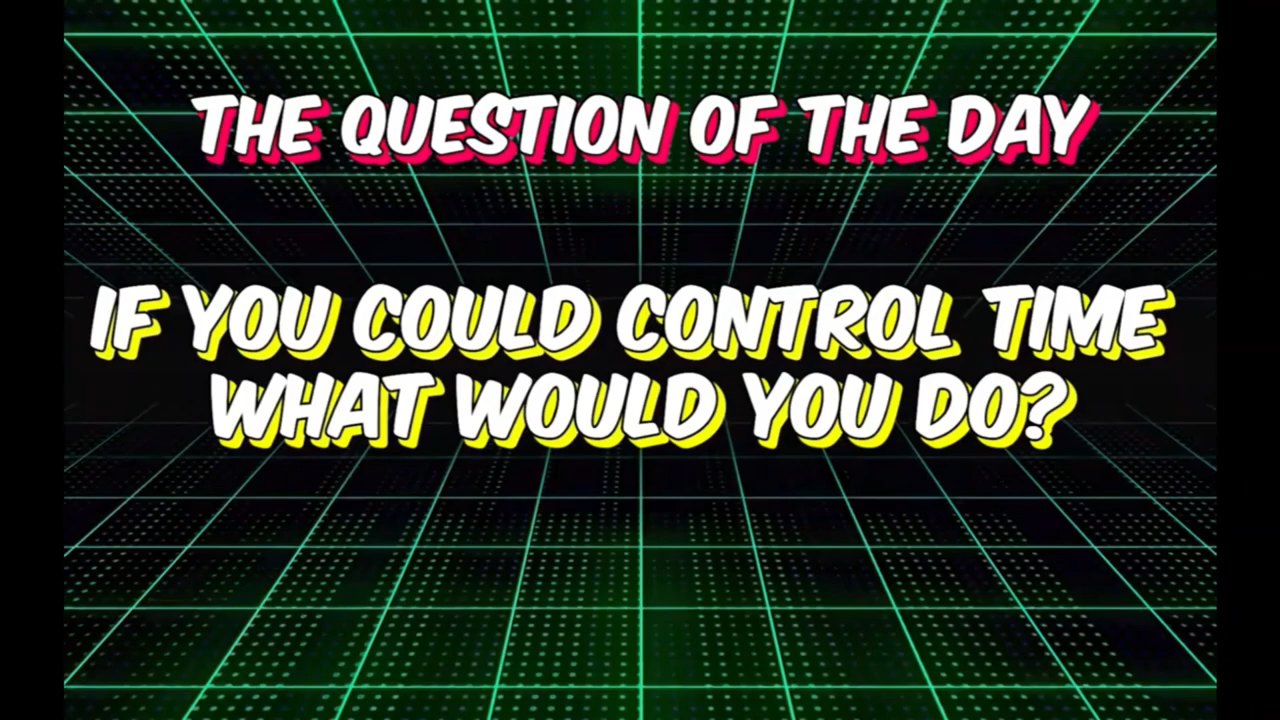 THE QUESTION OF THE DAY
IF YOU COULD CONTROL TIME
WHAT WOULD YOU DO?